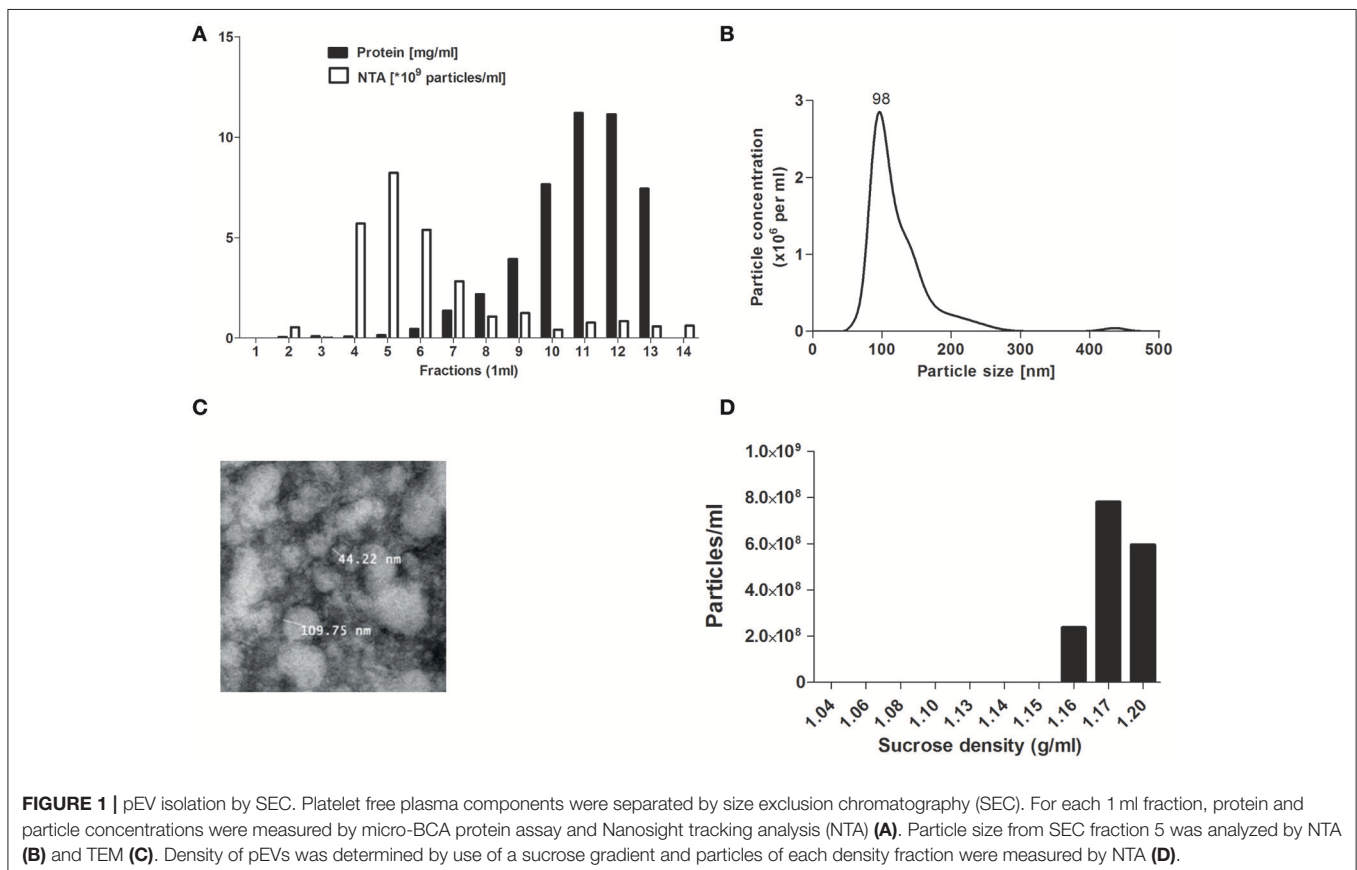 A
15
10
5
0
Protein [mg/ml]
NTA [*10⁹ particles/ml]
1 2 3 4 5 6 7 8 9 10 11 12 13 14
Fractions (1ml)
B
98
3
2
1
0
Particle concentration
(x10⁶ per ml)
0 100 200 300 400 500
Particle size [nm]
C
44.22 nm
109.75 nm
D
1.0×10⁹
8.0×10⁸
6.0×10⁸
4.0×10⁸
2.0×10⁸
0
Particles/ml
1.04 1.06 1.08 1.10 1.13 1.14 1.15 1.16 1.17 1.20
Sucrose density (g/ml)
FIGURE 1 | pEV isolation by SEC. Platelet free plasma components were separated by size exclusion chromatography (SEC). For each 1 ml fraction, protein and
particle concentrations were measured by micro-BCA protein assay and Nanosight tracking analysis (NTA) (A). Particle size from SEC fraction 5 was analyzed by NTA
(B) and TEM (C). Density of pEVs was determined by use of a sucrose gradient and particles of each density fraction were measured by NTA (D).